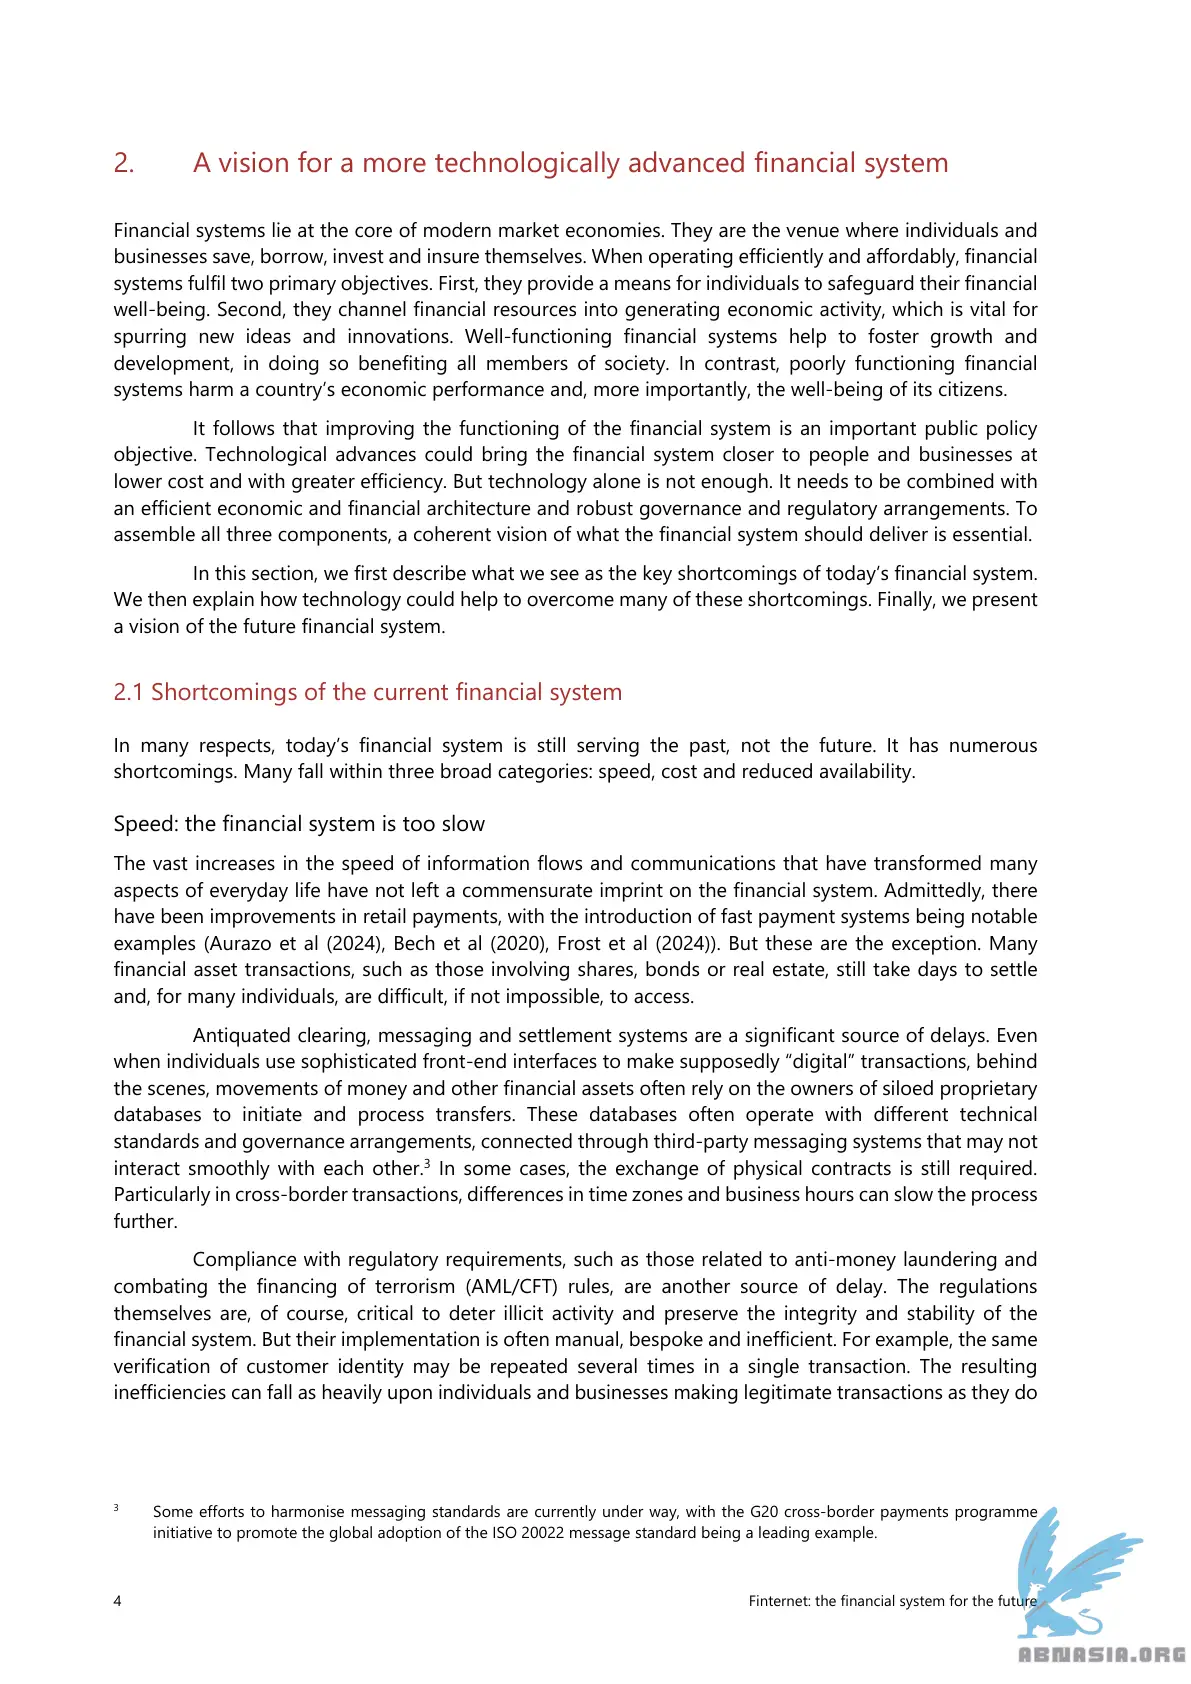 2. A vision for a more technologically advanced financial system
Financial systems lie at the core of modern market economies. They are the venue where individuals and
businesses save, borrow, invest and insure themselves. When operating efficiently and affordably, financial
systems fulfil two primary objectives. First, they provide a means for individuals to safeguard their financial
well-being. Second, they channel financial resources into generating economic activity, which is vital for
spurring new ideas and innovations. Well-functioning financial systems help to foster growth and
development, in doing so benefiting all members of society. In contrast, poorly functioning financial
systems harm a country’s economic performance and, more importantly, the well-being of its citizens.
It follows that improving the functioning of the financial system is an important public policy
objective. Technological advances could bring the financial system closer to people and businesses at
lower cost and with greater efficiency. But technology alone is not enough. It needs to be combined with
an efficient economic and financial architecture and robust governance and regulatory arrangements. To
assemble all three components, a coherent vision of what the financial system should deliver is essential.
In this section, we first describe what we see as the key shortcomings of today’s financial system.
We then explain how technology could help to overcome many of these shortcomings. Finally, we present
a vision of the future financial system.
2.1 Shortcomings of the current financial system
In many respects, today’s financial system is still serving the past, not the future. It has numerous
shortcomings. Many fall within three broad categories: speed, cost and reduced availability.
Speed: the financial system is too slow
The vast increases in the speed of information flows and communications that have transformed many
aspects of everyday life have not left a commensurate imprint on the financial system. Admittedly, there
have been improvements in retail payments, with the introduction of fast payment systems being notable
examples (Aurazo et al (2024), Bech et al (2020), Frost et al (2024)). But these are the exception. Many
financial asset transactions, such as those involving shares, bonds or real estate, still take days to settle
and, for many individuals, are difficult, if not impossible, to access.
Antiquated clearing, messaging and settlement systems are a significant source of delays. Even
when individuals use sophisticated front-end interfaces to make supposedly “digital” transactions, behind
the scenes, movements of money and other financial assets often rely on the owners of siloed proprietary
databases to initiate and process transfers. These databases often operate with different technical
standards and governance arrangements, connected through third-party messaging systems that may not
interact smoothly with each other.3 In some cases, the exchange of physical contracts is still required.
Particularly in cross-border transactions, differences in time zones and business hours can slow the process
further.
Compliance with regulatory requirements, such as those related to anti-money laundering and
combating the financing of terrorism (AML/CFT) rules, are another source of delay. The regulations
themselves are, of course, critical to deter illicit activity and preserve the integrity and stability of the
financial system. But their implementation is often manual, bespoke and inefficient. For example, the same
verification of customer identity may be repeated several times in a single transaction. The resulting
inefficiencies can fall as heavily upon individuals and businesses making legitimate transactions as they do
3 Some efforts to harmonise messaging standards are currently under way, with the G20 cross-border payments programme
initiative to promote the global adoption of the ISO 20022 message standard being a leading example.
4 Finternet: the financial system for the future
ABNASIA.ORG